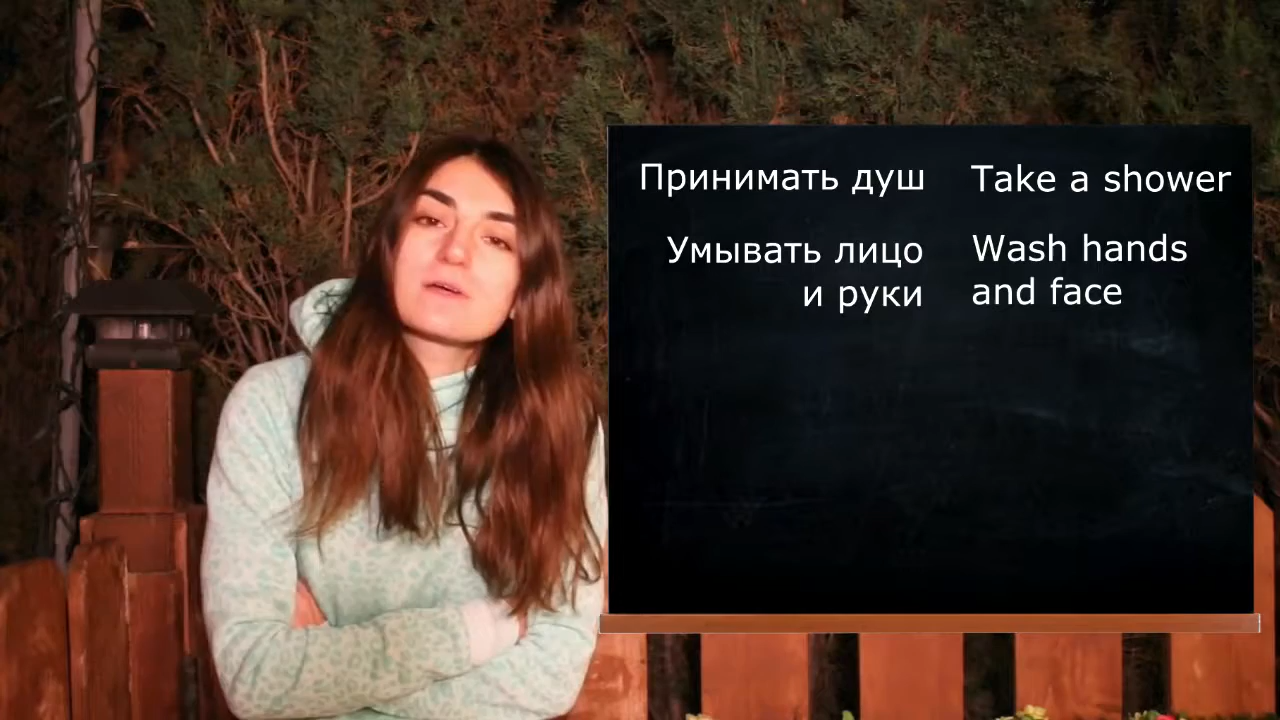 Принимать душ
Take a shower
Умывать лицо
и руки
Wash hands
and face